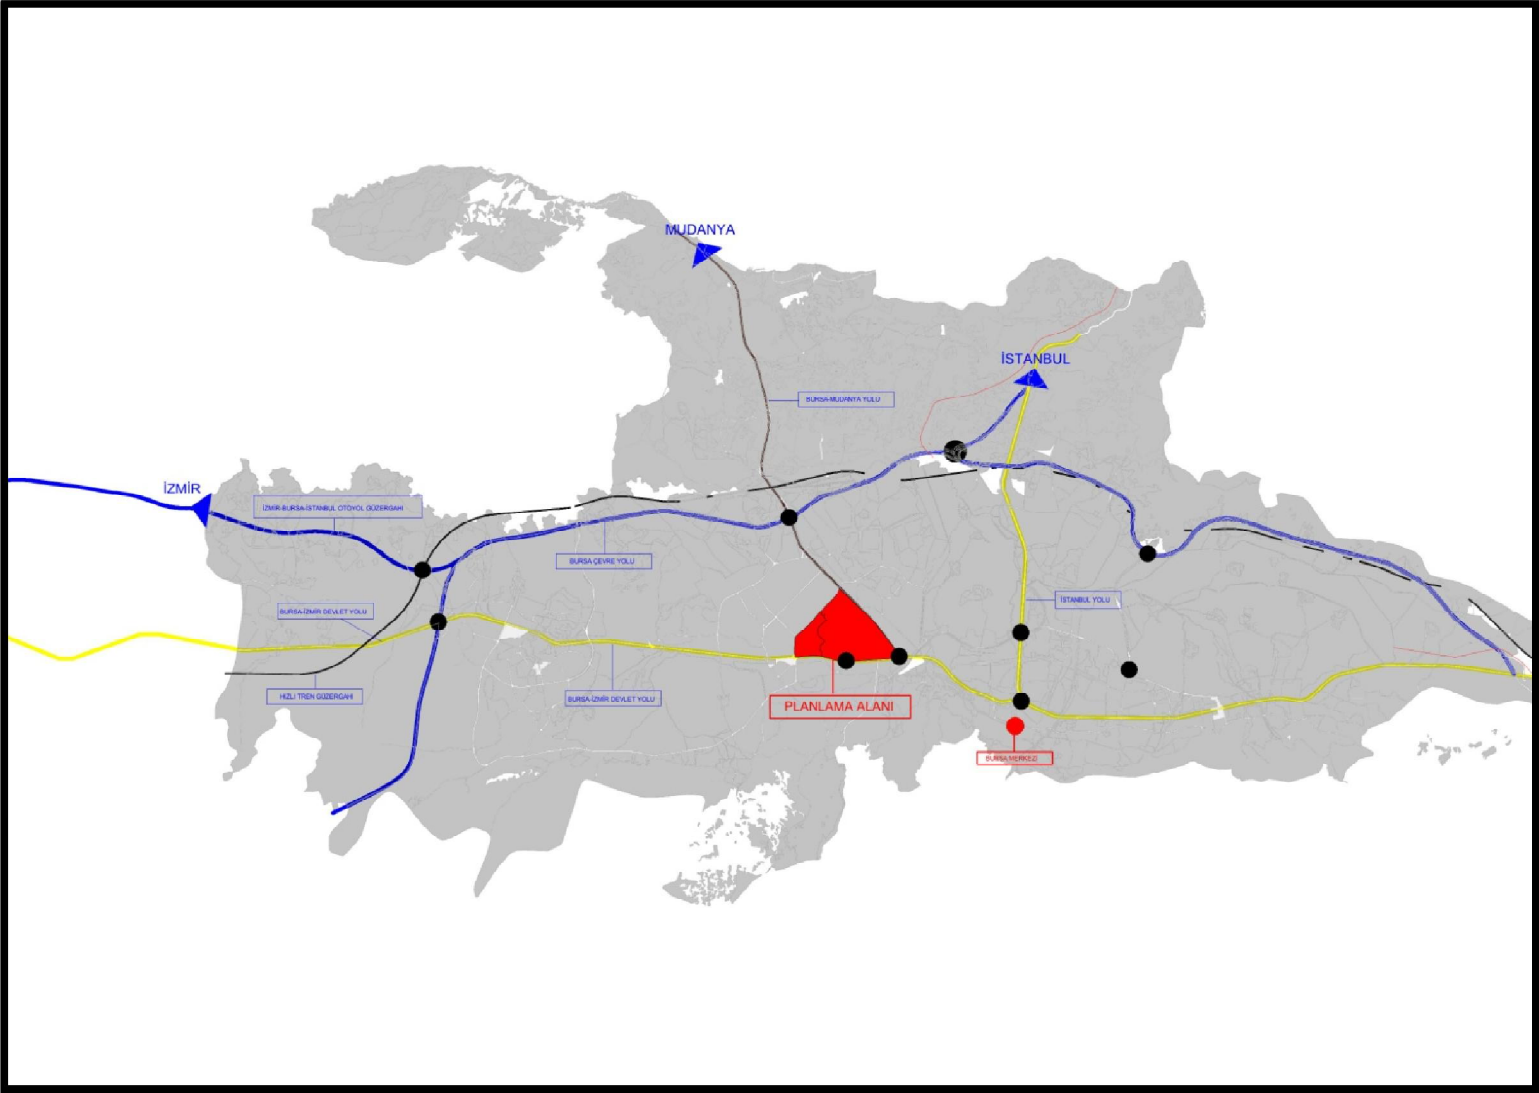 MUDANYA
İSTANBUL
BURSA-MUDANYA YOLU
İZMİR
İZMİR-BURSA-İSTANBUL OTOYOL GÜZERGAHI
BURSA ÇEVRE YOLU
BURSA-İZMİR DEVLET YOLU
İSTANBUL YOLU
HIZLI TREN GÜZERGAHI
BURSA-İZMİR DEVLET YOLU
PLANLAMA ALANI
BURSA MERKEZİ